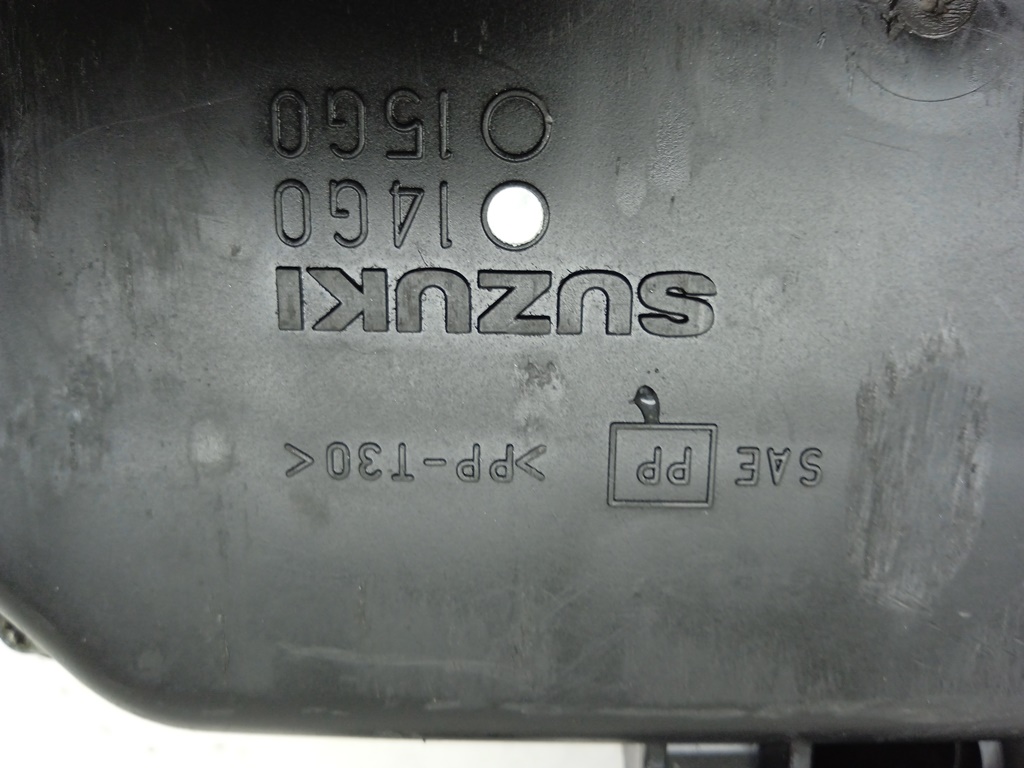 SAE PP >PP-T30<
SUZUKI
14G0
15G0